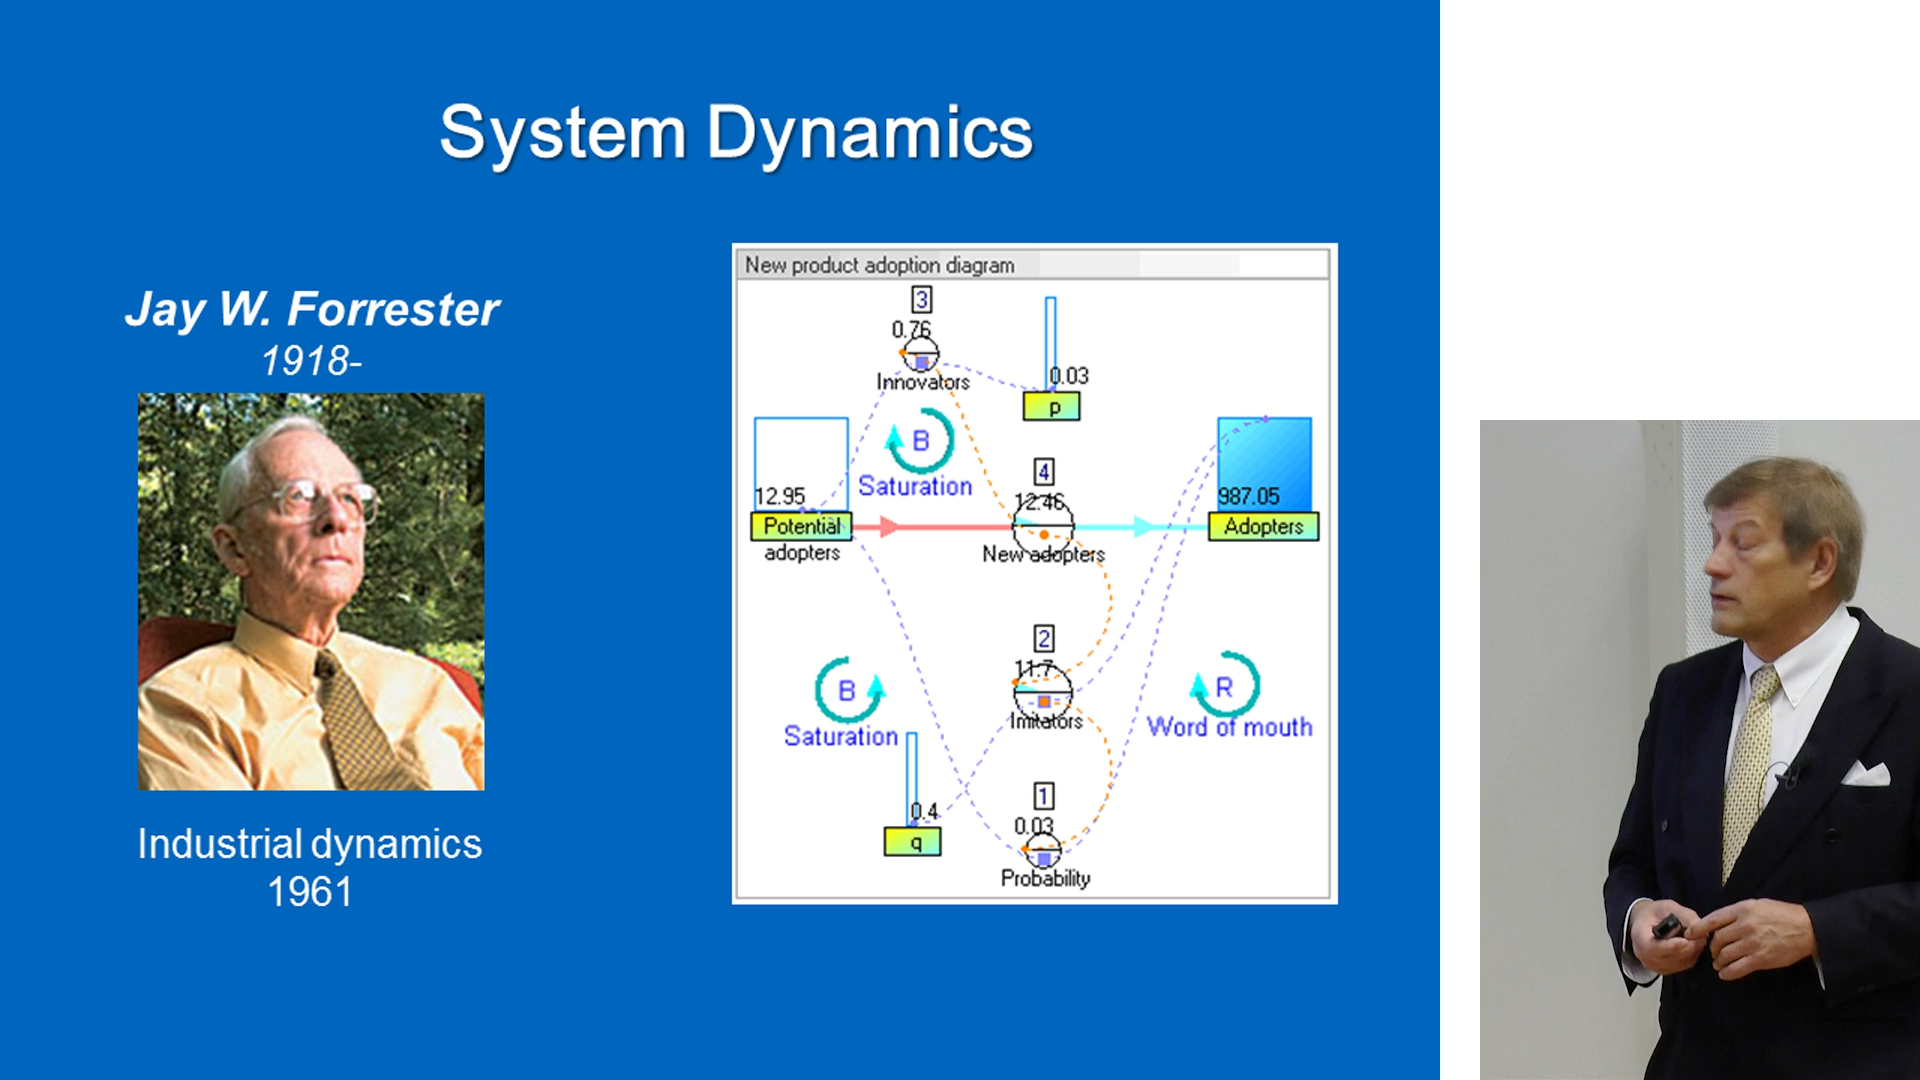 System Dynamics
Jay W. Forrester
1918-
Industrial dynamics
1961
New product adoption diagram
3
0.76
Innovators
0.03
p
B
Saturation
12.95
Potential
adopters
4
12.46
New adopters
987.05
Adopters
2
11.7
Imitators
B
Saturation
R
Word of mouth
0.4
q
1
0.03
Probability